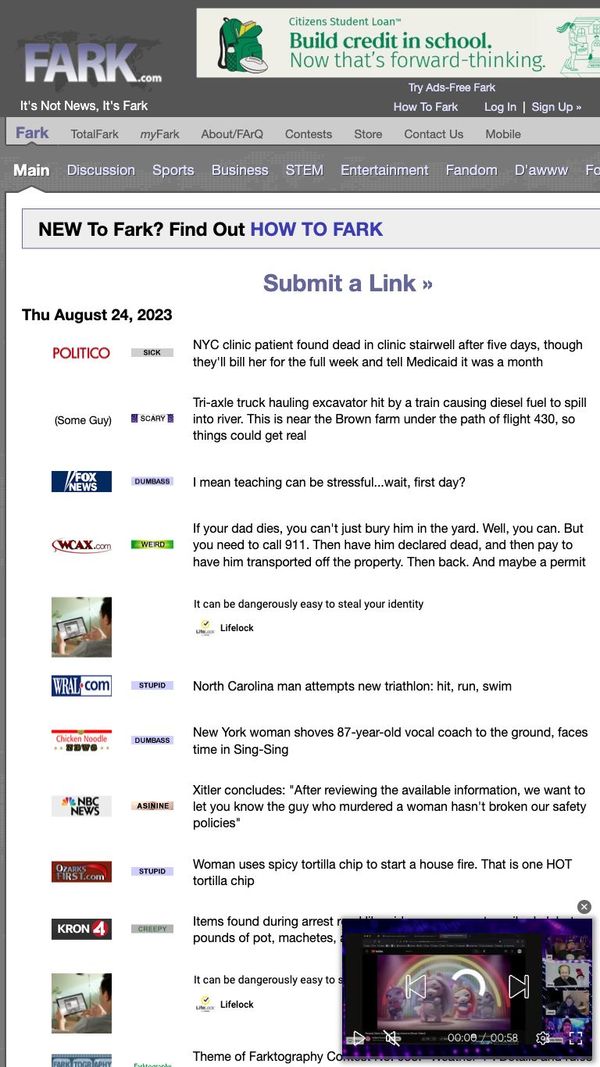 Citizens Student Loan™
Build credit in school.
Now that's forward-thinking.
FARK.com
Try Ads-Free Fark
It's Not News, It's Fark
How To Fark Log In | Sign Up »
Fark TotalFark myFark About/FArQ Contests Store Contact Us Mobile
Main Discussion Sports Business STEM Entertainment Fandom D'awww Fo
NEW To Fark? Find Out HOW TO FARK
Submit a Link »
Thu August 24, 2023
POLITICO
SICK
NYC clinic patient found dead in clinic stairwell after five days, though
they'll bill her for the full week and tell Medicaid it was a month
(Some Guy)
SCARY
Tri-axle truck hauling excavator hit by a train causing diesel fuel to spill
into river. This is near the Brown farm under the path of flight 430, so
things could get real
FOX
NEWS
DUMBASS
I mean teaching can be stressful...wait, first day?
WCAX.com
WEIRD
If your dad dies, you can't just bury him in the yard. Well, you can. But
you need to call 911. Then have him declared dead, and then pay to
have him transported off the property. Then back. And maybe a permit
It can be dangerously easy to steal your identity
LifeLock
Lifelock
WRAL.com
STUPID
North Carolina man attempts new triathlon: hit, run, swim
Chicken Noodle
NEWS
DUMBASS
New York woman shoves 87-year-old vocal coach to the ground, faces
time in Sing-Sing
NBC
NEWS
ASININE
Xitler concludes: "After reviewing the available information, we want to
let you know the guy who murdered a woman hasn't broken our safety
policies"
OZARKS
FIRST.com
STUPID
Woman uses spicy tortilla chip to start a house fire. That is one HOT
tortilla chip
KRON 4
CREEPY
Items found during arrest
pounds of pot, machetes,
It can be dangerously easy to
LifeLock
Lifelock
00:00 / 00:58
FARKTOGRAPHY
Farktography
Theme of Farktography